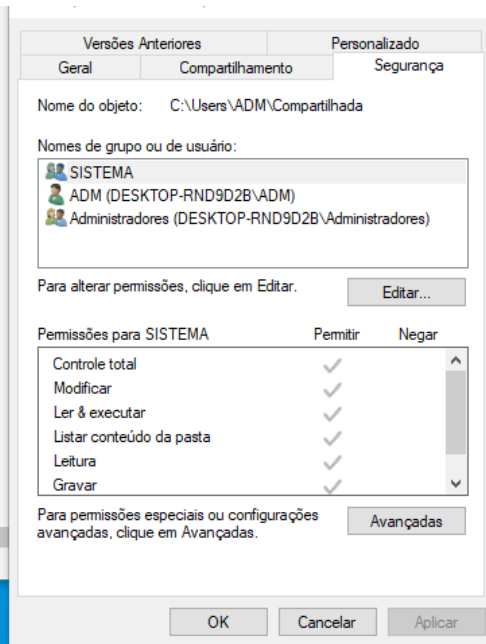 Versões Anteriores Personalizado
Geral Compartilhamento Segurança
Nome do objeto: C:\Users\ADM\Compartilhada
Nomes de grupo ou de usuário:
SISTEMA
ADM (DESKTOP-RND9D2B\ADM)
Administradores (DESKTOP-RND9D2B\Administradores)
Para alterar permissões, clique em Editar. Editar...
Permissões para SISTEMA Permitir Negar
Controle total
Modificar
Ler & executar
Listar conteúdo da pasta
Leitura
Gravar
Para permissões especiais ou configurações
avançadas, clique em Avançadas. Avançadas
OK Cancelar Aplicar